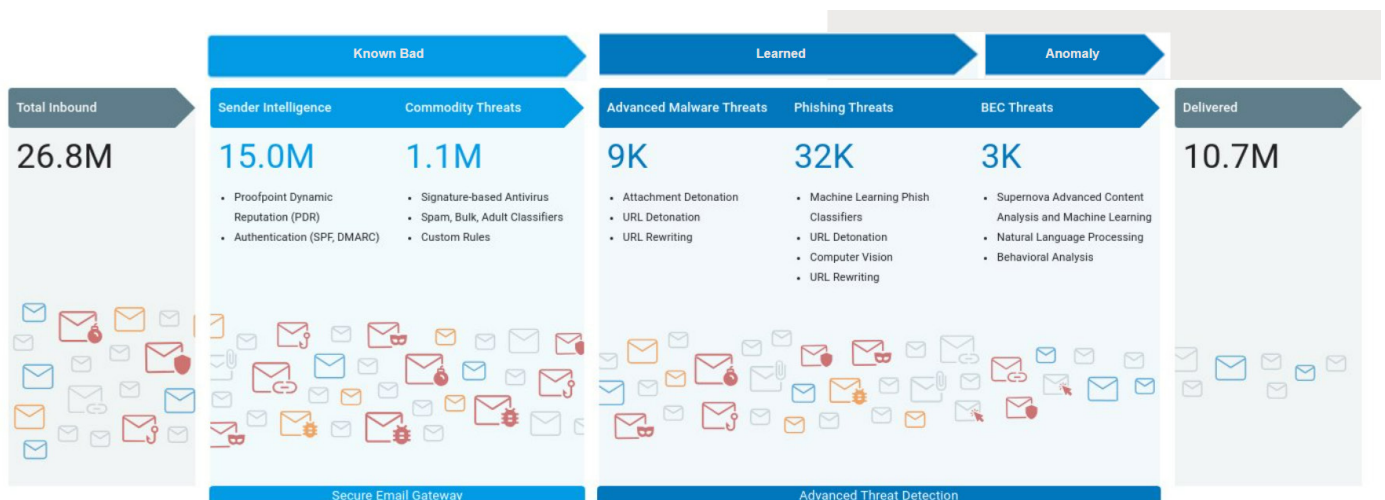 Known Bad
Learned
Anomaly
Total Inbound
Sender Intelligence
Commodity Threats
Advanced Malware Threats
Phishing Threats
BEC Threats
Delivered
26.8M
15.0M
1.1M
9K
32K
3K
10.7M
• Proofpoint Dynamic
Reputation (PDR)
• Authentication (SPF, DMARC)
• Signature-based Antivirus
• Spam, Bulk, Adult Classifiers
• Custom Rules
• Attachment Detonation
• URL Detonation
• URL Rewriting
• Machine Learning Phish
Classifiers
• URL Detonation
• Computer Vision
• URL Rewriting
• Supernova Advanced Content
Analysis and Machine Learning
• Natural Language Processing
• Behavioral Analysis
Secure Email Gateway
Advanced Threat Detection